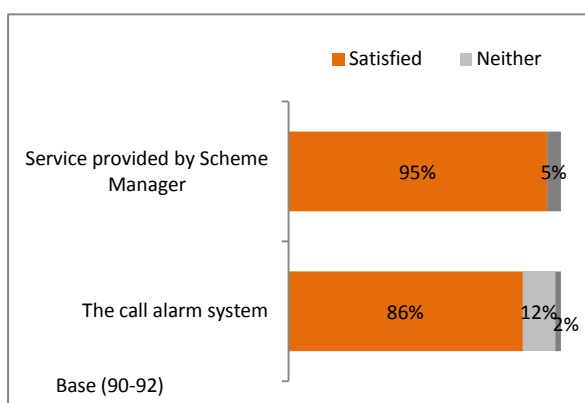 Satisfied Neither
Service provided by Scheme
Manager
95% 5%
The call alarm system
86% 12% 2%
Base (90-92)